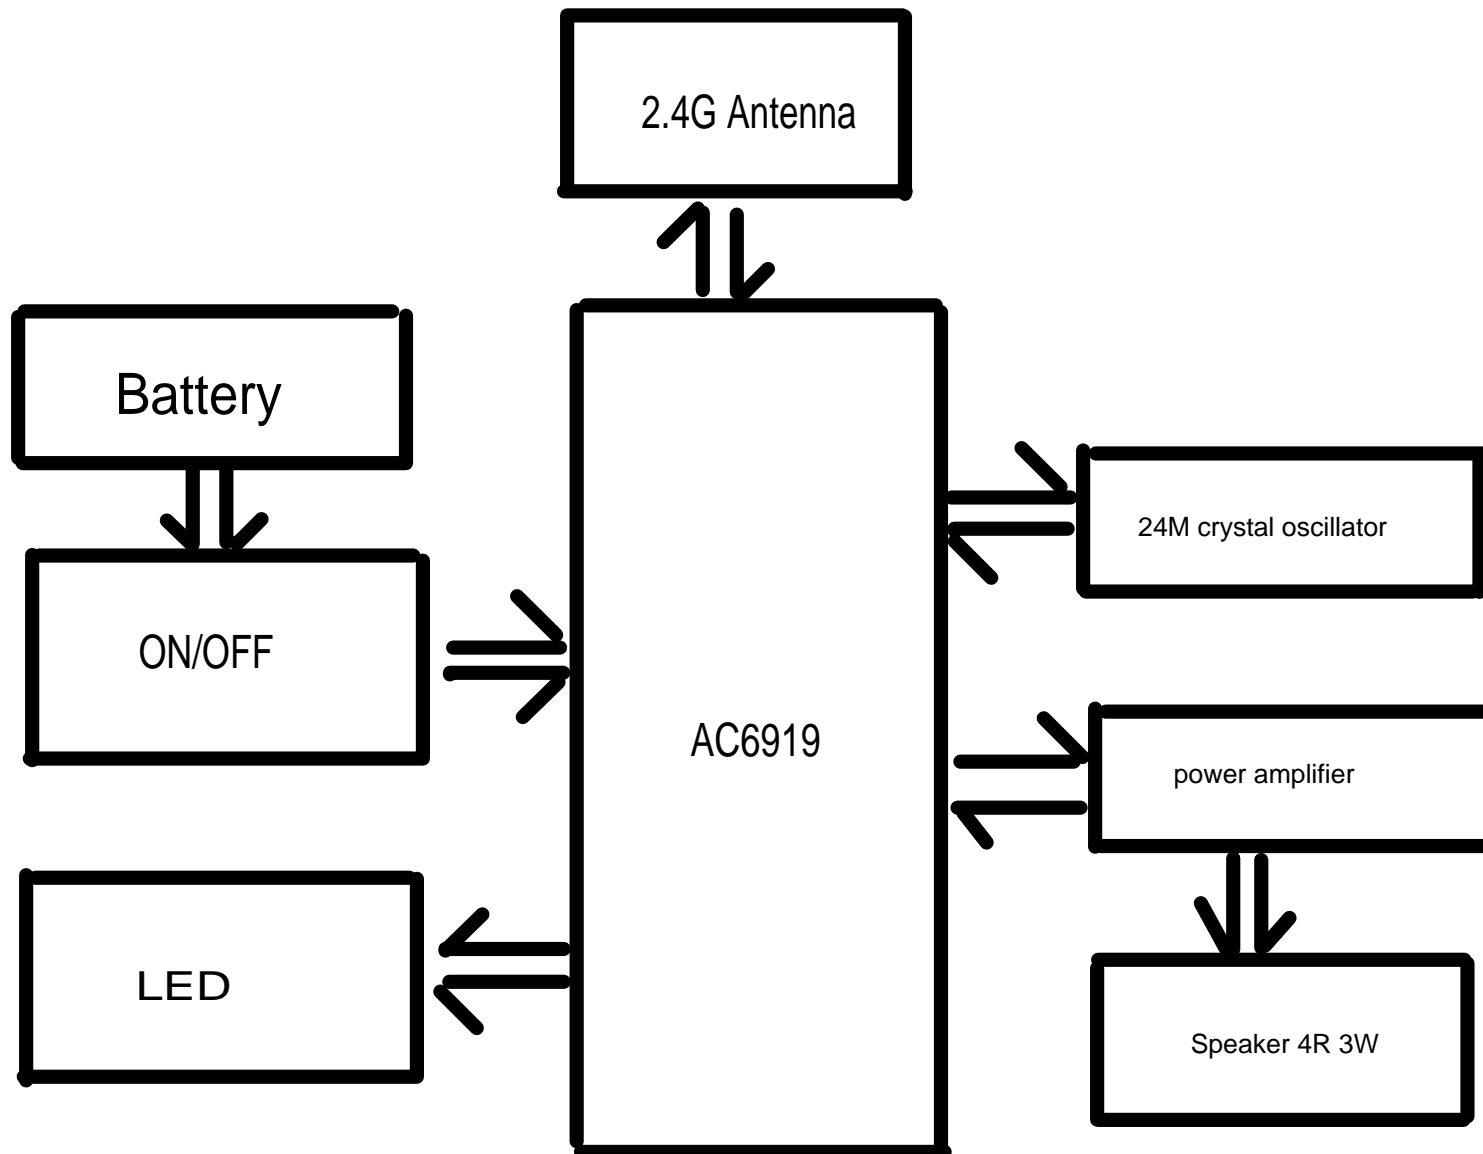 2.4G Antenna
Battery
24M crystal oscillator
ON/OFF
AC6919
power amplifier
LED
Speaker 4R 3W